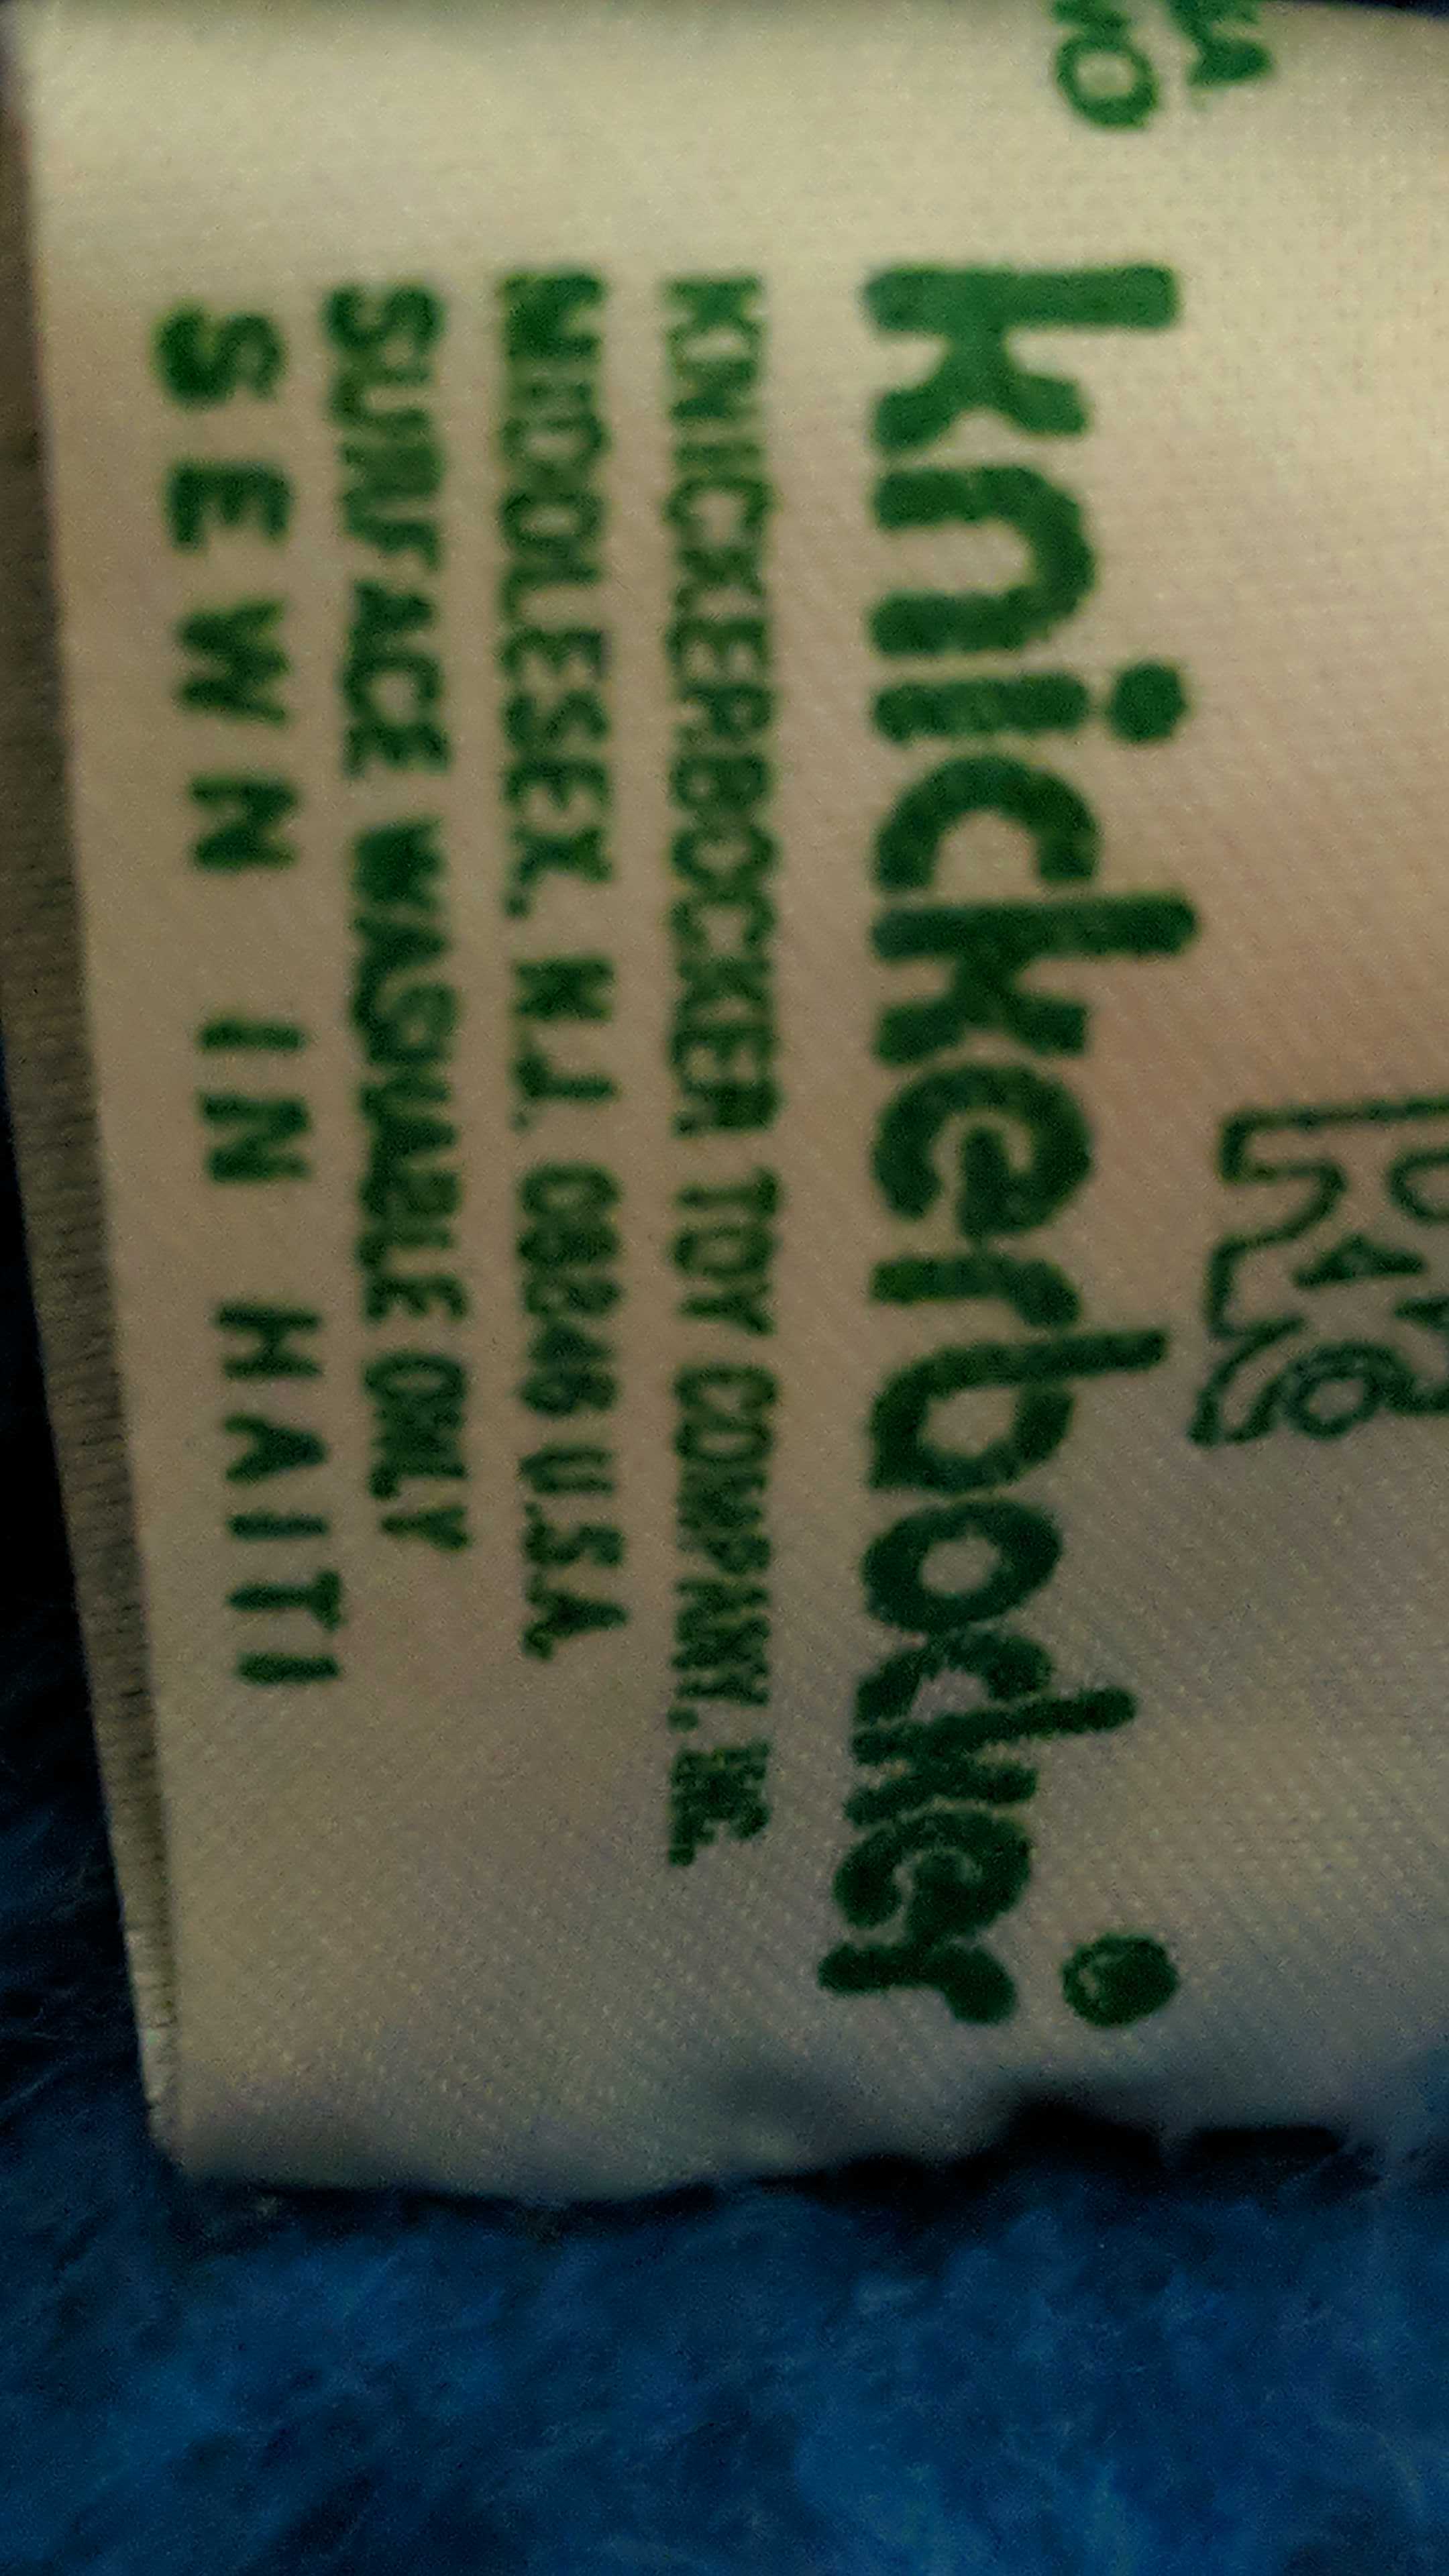 knickerbocker
KNICKERBOCKER TOY COMPANY, INC.
MIDDLESEX, N.J. 08846 U.S.A.
SURFACE WASHABLE ONLY
SEWN IN HAITI